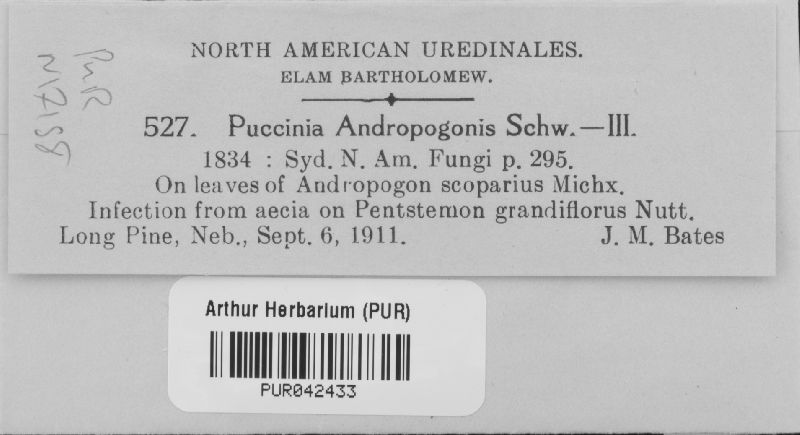 NORTH AMERICAN UREDINALES.
ELAM BARTHOLOMEW.
527. Puccinia Andropogonis Schw.—III.
1834 : Syd. N. Am. Fungi p. 295.
On leaves of Andropogon scoparius Michx.
Infection from aecia on Pentstemon grandiflorus Nutt.
Long Pine, Neb., Sept. 6, 1911. J. M. Bates
PUR
N7158
Arthur Herbarium (PUR)
PUR042433